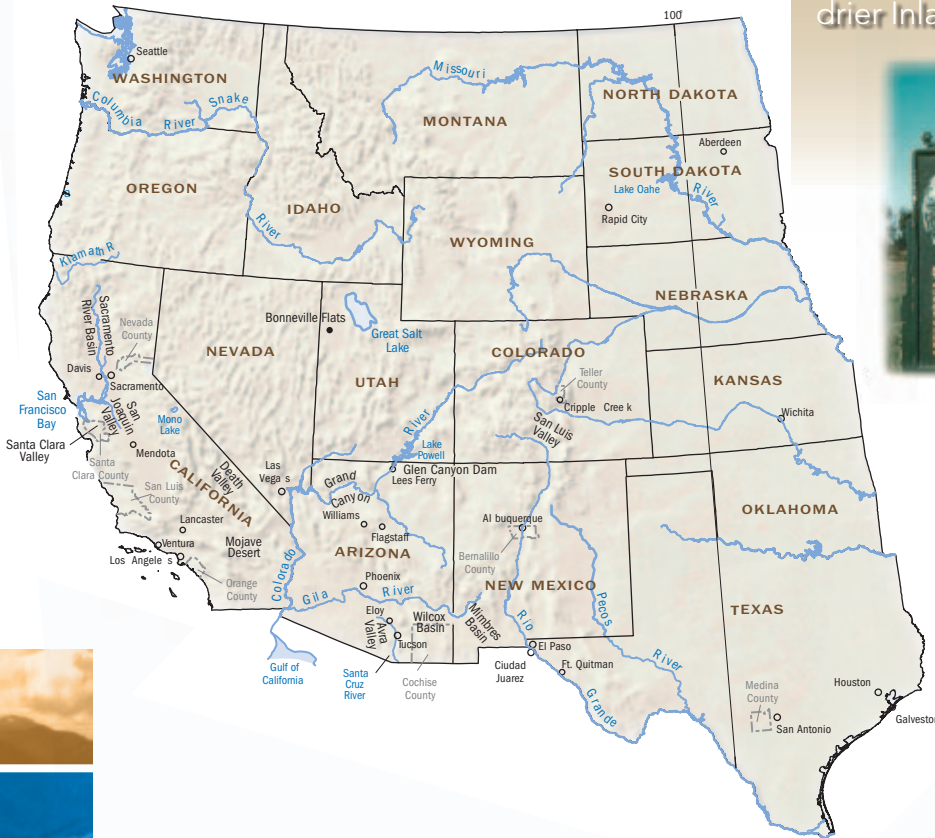 100
drier Inla
Seattle
WASHINGTON
Columbia River
Snake
River
Missouri
MONTANA
NORTH DAKOTA
Aberdeen
SOUTH DAKOTA
Lake Oahe
River
Rapid City
OREGON
IDAHO
WYOMING
Klamath R
NEBRASKA
Sacramento
River Basin
Nevada
County
Bonneville Flats
Great Salt
Lake
NEVADA
UTAH
COLORADO
KANSAS
Teller
County
Cripple Cree k
San Luis
Valley
Wichita
Davis
Sacramento
San
Francisco
Bay
San
Joaquin
Valley
Mono
Lake
Santa Clara
Valley
Santa
Clara County
Mendota
CALIFORNIA
Death
Valley
Las
Vega s
River
Lake
Powell
Glen Canyon Dam
Lees Ferry
Grand
Canyon
San Luis
County
Lancaster
Ventura
Mojave
Desert
Los Angele s
Orange
County
Williams
Flagstaff
ARIZONA
Phoenix
Colorado
Gila River
Al buquerque
Bernalillo
County
NEW MEXICO
Pecos
River
OKLAHOMA
TEXAS
Eloy
Avra
Valley
Wilcox
Basin
Tucson
Mimbres
Basin
Rio
Grande
El Paso
Ciudad
Juarez
Ft. Quitman
Gulf of
California
Santa
Cruz
River
Cochise
County
Medina
County
San Antonio
Houston
Galvesto